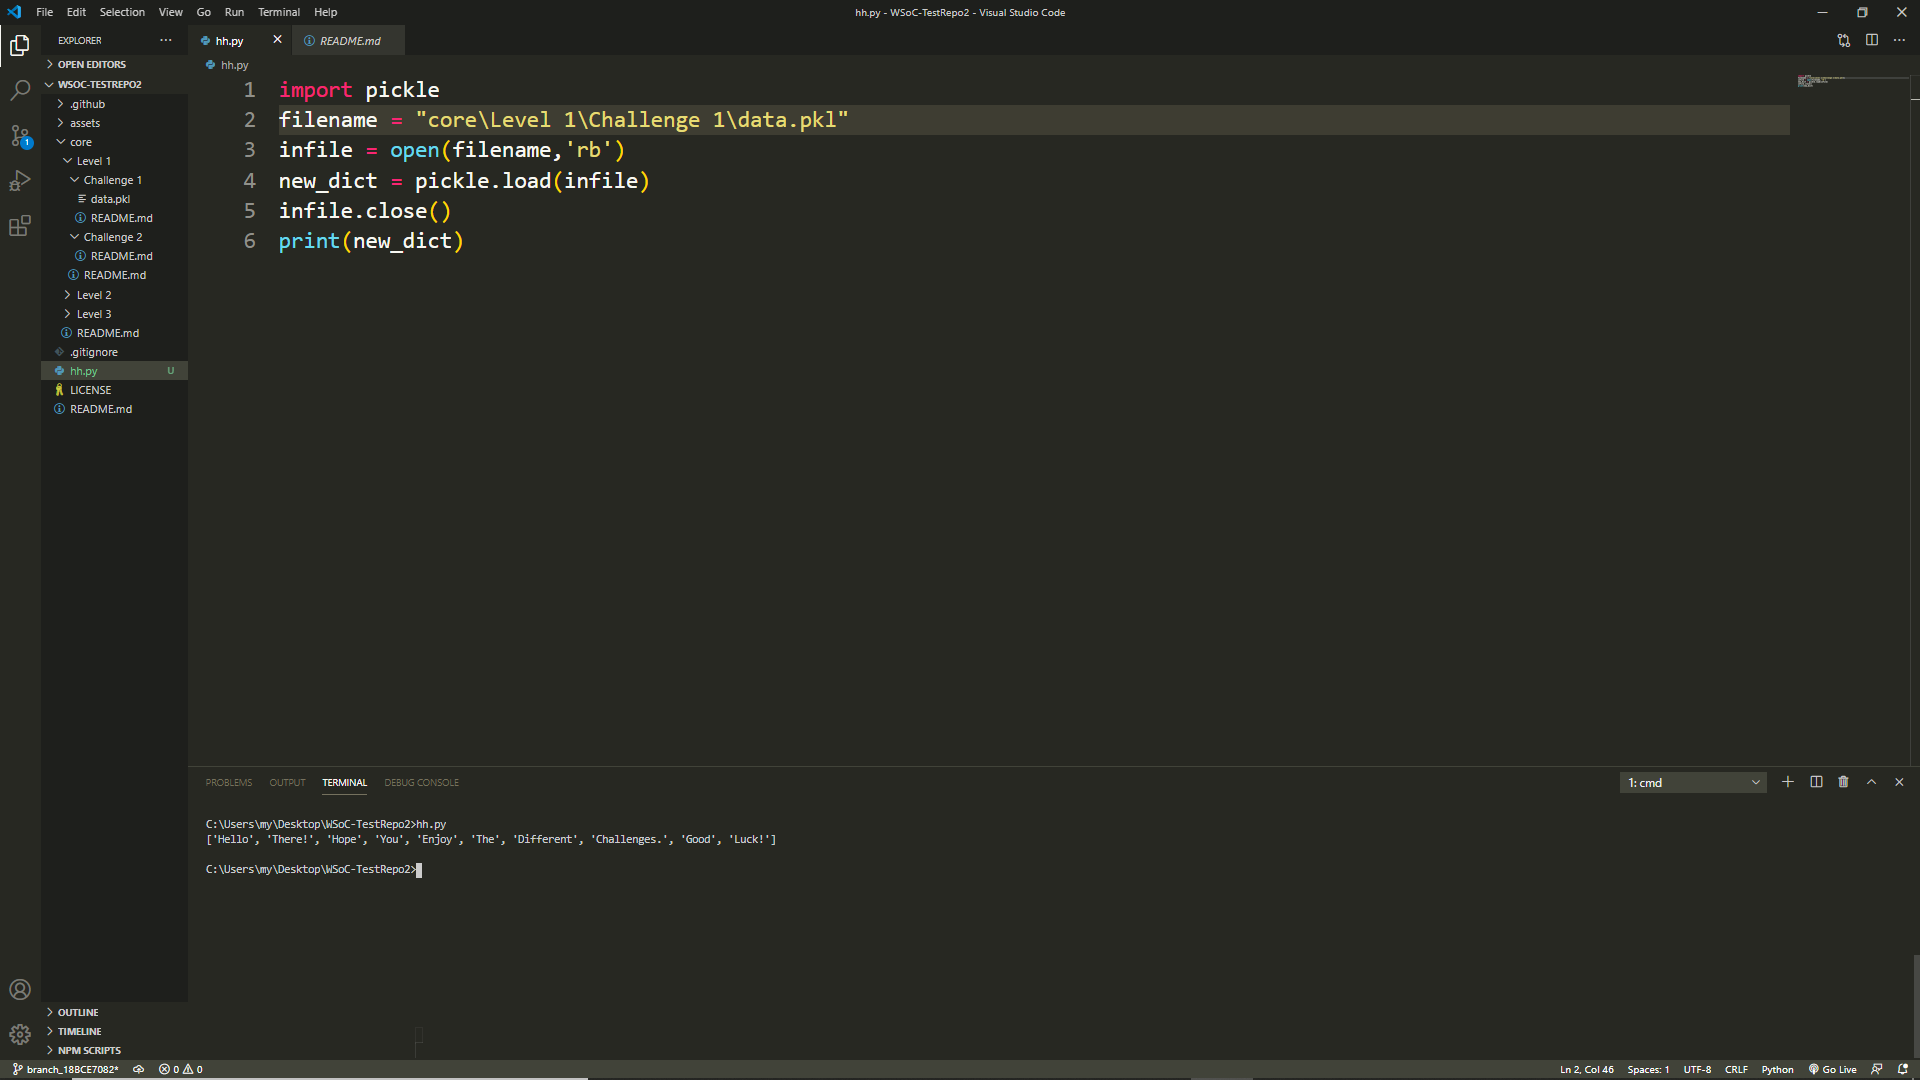 File Edit Selection View Go Run Terminal Help
hh.py - WSoC-TestRepo2 - Visual Studio Code
EXPLORER
OPEN EDITORS
WSOC-TESTREPO2
.github
assets
core
Level 1
Challenge 1
data.pkl
README.md
Challenge 2
README.md
README.md
Level 2
Level 3
README.md
.gitignore
hh.py U
LICENSE
README.md
OUTLINE
TIMELINE
NPM SCRIPTS
hh.py README.md
hh.py
1 import pickle
2 filename = "core\Level 1\Challenge 1\data.pkl"
3 infile = open(filename,'rb')
4 new_dict = pickle.load(infile)
5 infile.close()
6 print(new_dict)
PROBLEMS OUTPUT TERMINAL DEBUG CONSOLE 1: cmd
C:\Users\my\Desktop\WSoC-TestRepo2>hh.py
['Hello', 'There!', 'Hope', 'You', 'Enjoy', 'The', 'Different', 'Challenges.', 'Good', 'Luck!']
C:\Users\my\Desktop\WSoC-TestRepo2>
branch_18BCE7082* 0 0 Ln 2, Col 46 Spaces: 1 UTF-8 CRLF Python Go Live